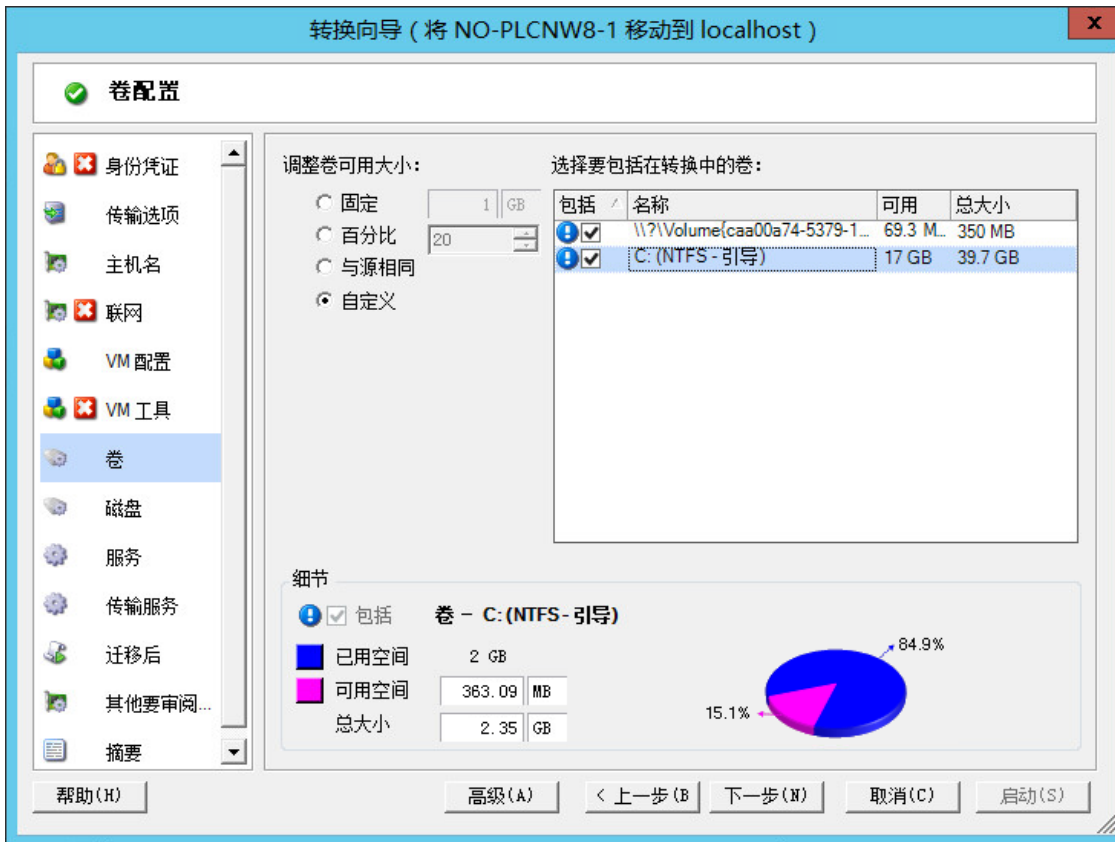 转换向导 ( 将 NO-PLCNW8-1 移动到 localhost )
x
卷配置
身份凭证
传输选项
主机名
联网
VM 配置
VM 工具
卷
磁盘
服务
传输服务
迁移后
其他要审阅...
摘要
调整卷可用大小:
固定 1 GB
百分比 20
与源相同
自定义
选择要包括在转换中的卷:
包括 名称 可用 总大小
\\?\Volume{caa00a74-5379-1... 69.3 M... 350 MB
C: (NTFS - 引导) 17 GB 39.7 GB
细节
包括 卷 - C: (NTFS - 引导)
已用空间 2 GB
可用空间 363.09 MB
总大小 2.35 GB
84.9%
15.1%
帮助(H) 高级(A) < 上一步(B 下一步(N) 取消(C) 启动(S)